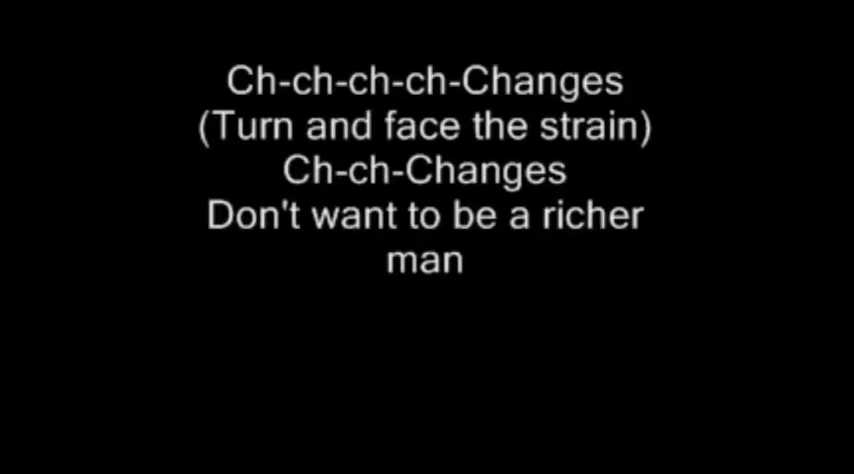 Ch-ch-ch-ch-Changes
(Turn and face the strain)
Ch-ch-Changes
Don't want to be a richer
man